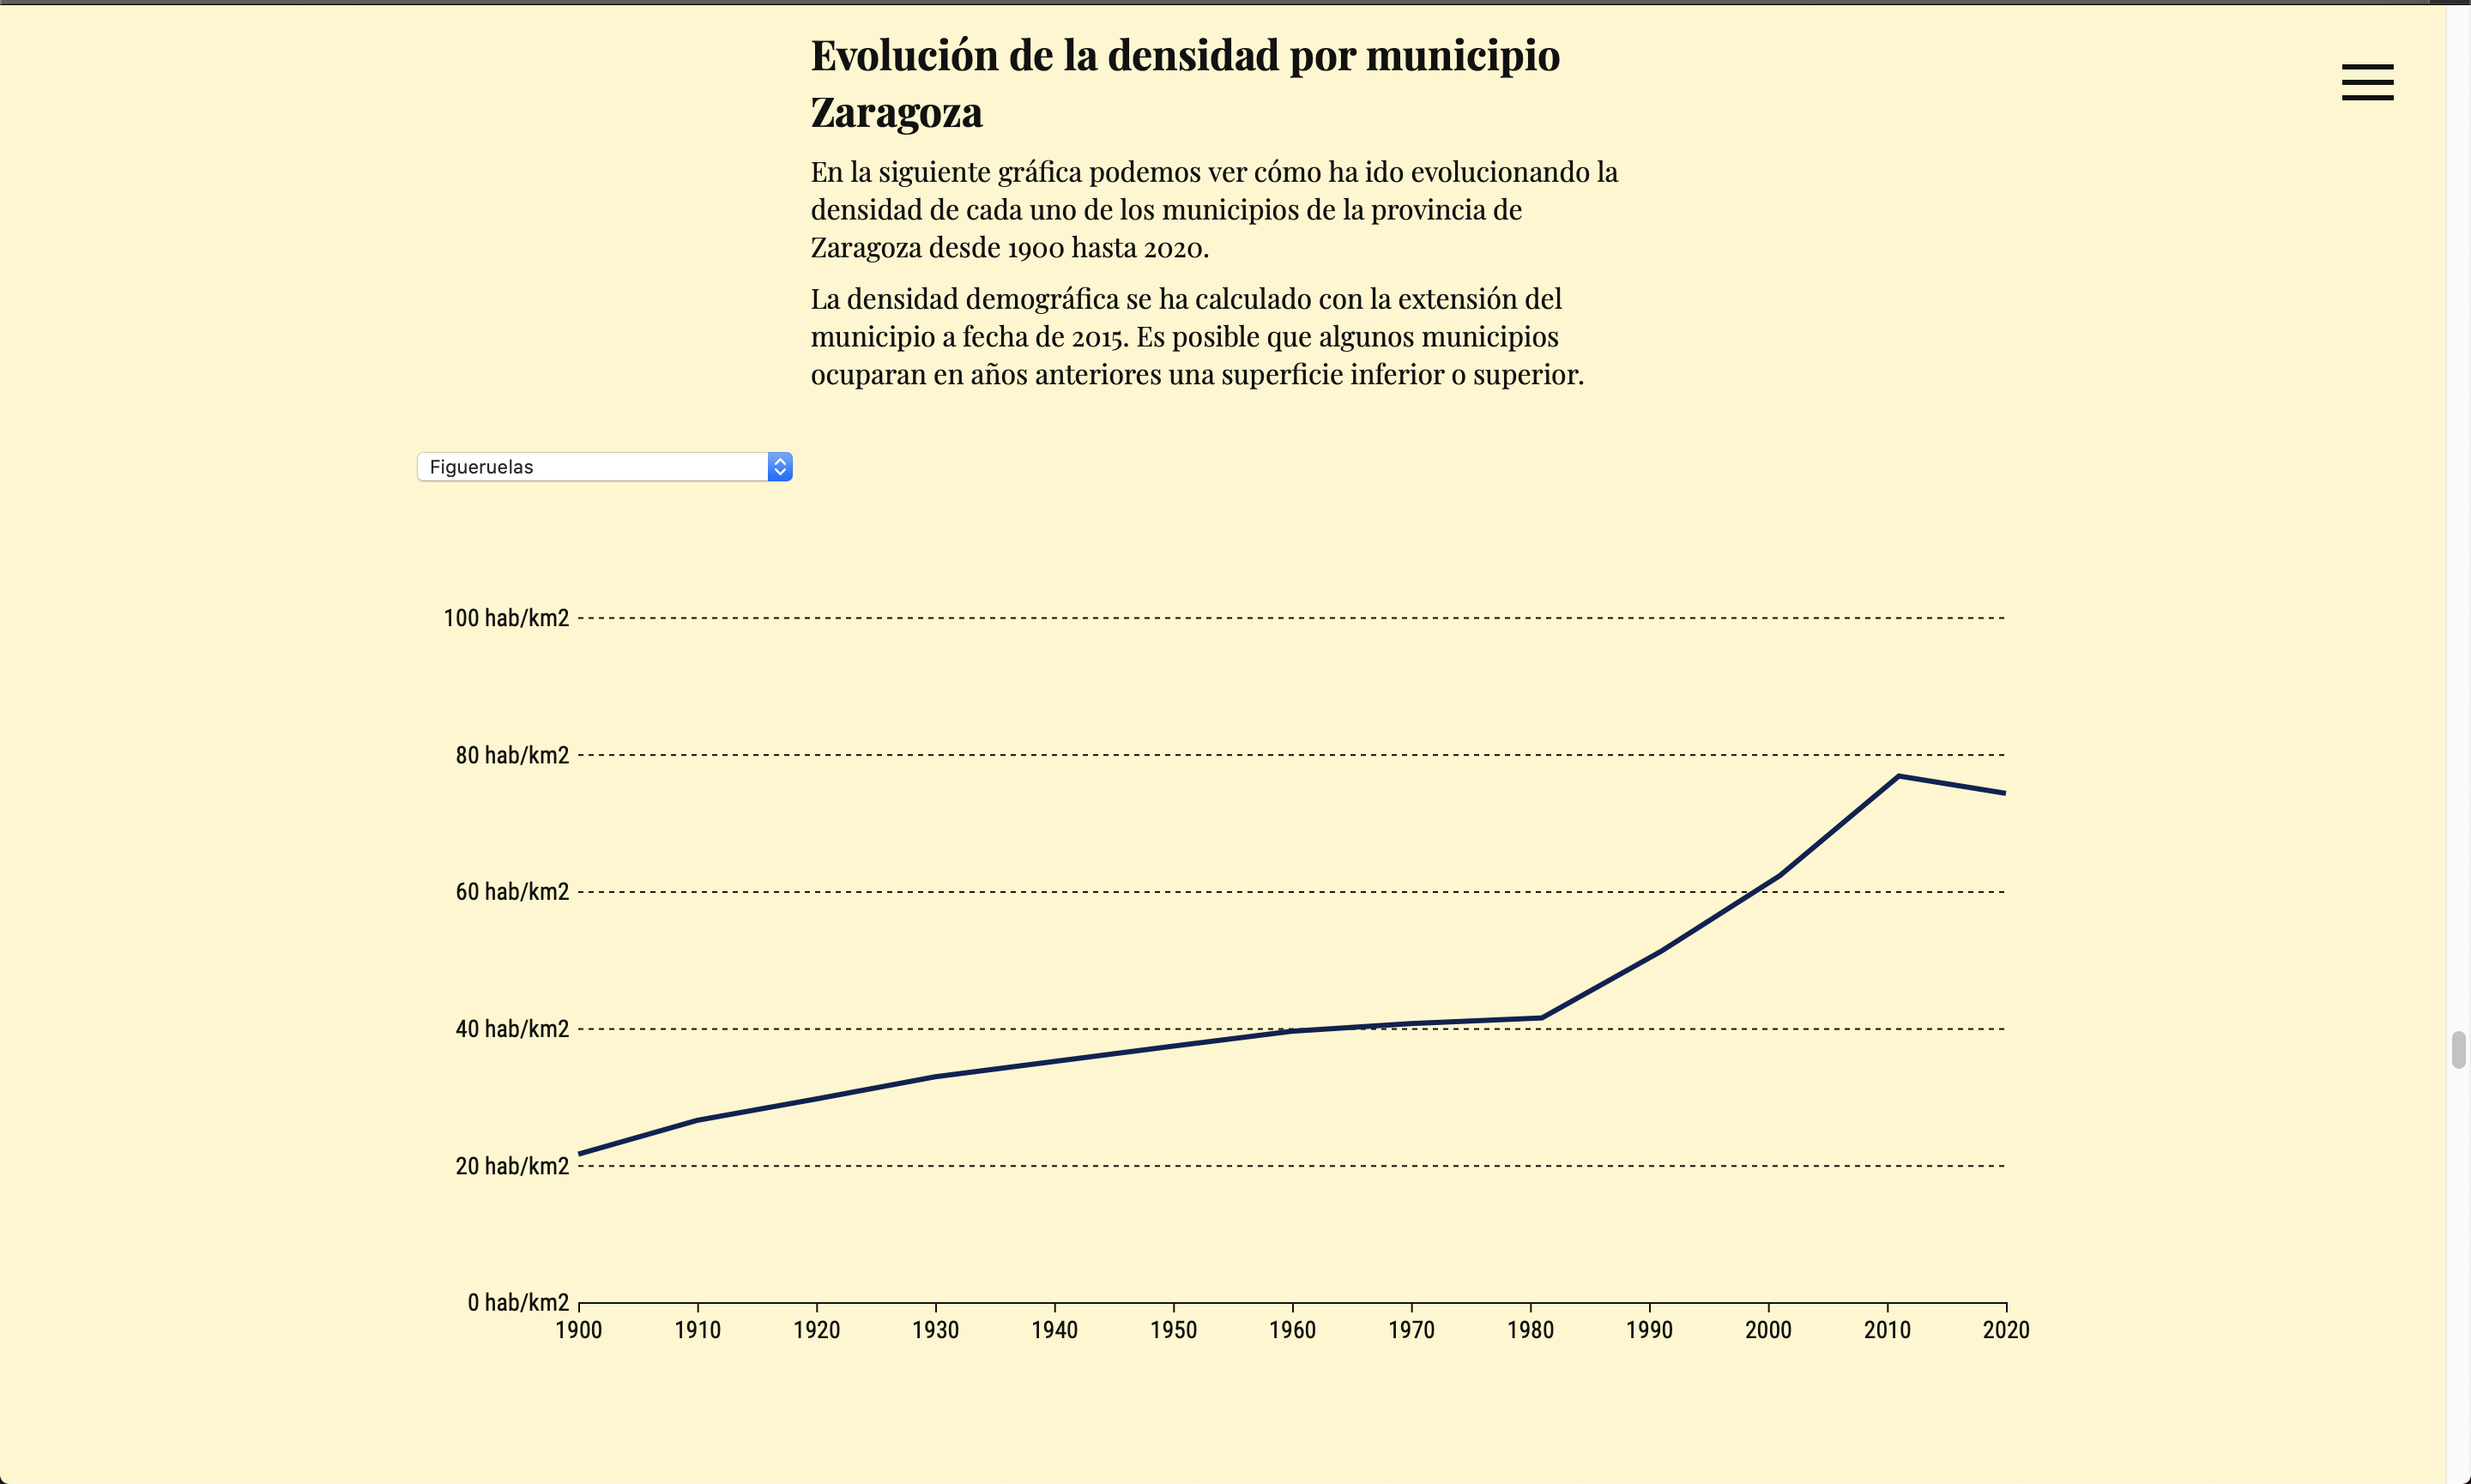 Evolución de la densidad por municipio
Zaragoza
En la siguiente gráfica podemos ver cómo ha ido evolucionando la
densidad de cada uno de los municipios de la provincia de
Zaragoza desde 1900 hasta 2020.
La densidad demográfica se ha calculado con la extensión del
municipio a fecha de 2015. Es posible que algunos municipios
ocuparan en años anteriores una superficie inferior o superior.
Figueruelas
100 hab/km2
80 hab/km2
60 hab/km2
40 hab/km2
20 hab/km2
0 hab/km2
1900 1910 1920 1930 1940 1950 1960 1970 1980 1990 2000 2010 2020